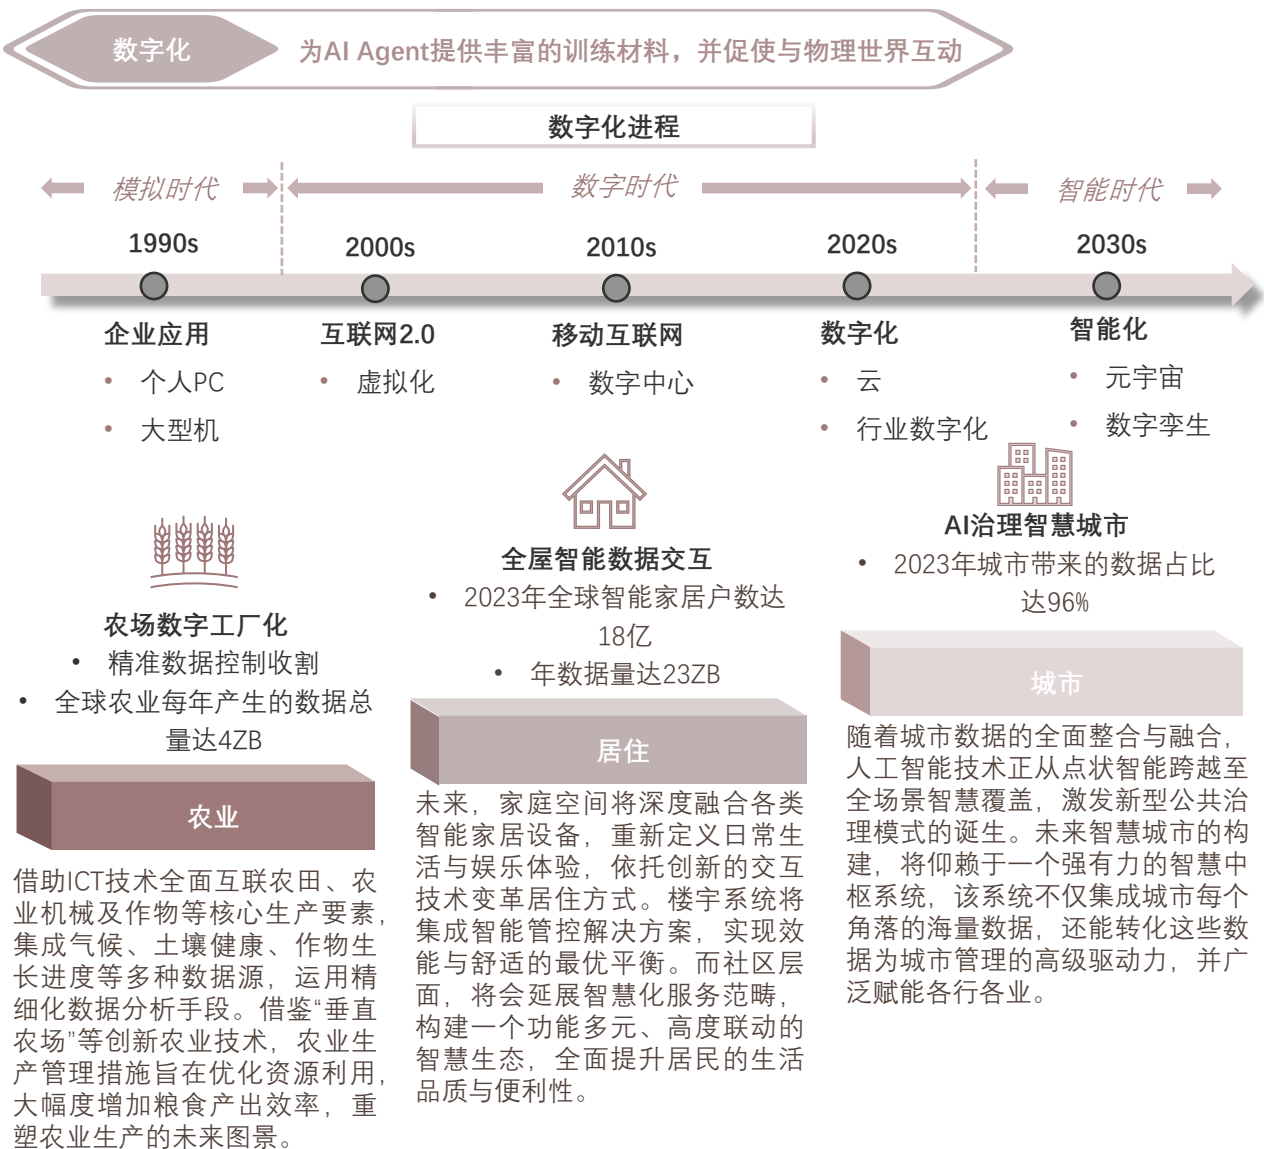 数字化
为AI Agent提供丰富的训练材料，并促使与物理世界互动
数字化进程
模拟时代
数字时代
智能时代
1990s
2000s
2010s
2020s
2030s
企业应用
• 个人PC
• 大型机
互联网2.0
• 虚拟化
移动互联网
• 数字中心
数字化
• 云
• 行业数字化
智能化
• 元宇宙
• 数字孪生
农场数字工厂化
• 精准数据控制收割
• 全球农业每年产生的数据总
量达4ZB
农业
借助ICT技术全面互联农田、农
业机械及作物等核心生产要素，
集成气候、土壤健康、作物生
长进度等多种数据源，运用精
细化数据分析手段。借鉴“垂直
农场”等创新农业技术，农业生
产管理措施旨在优化资源利用，
大幅度增加粮食产出效率，重
塑农业生产的未来图景。
全屋智能数据交互
• 2023年全球智能家居户数达
18亿
• 年数据量达23ZB
居住
未来，家庭空间将深度融合各类
智能家居设备，重新定义日常生
活与娱乐体验，依托创新的交互
技术变革居住方式。楼宇系统将
集成智能管控解决方案，实现效
能与舒适的最优平衡。而社区层
面，将会延展智慧化服务范畴，
构建一个功能多元、高度联动的
智慧生态，全面提升居民的生活
品质与便利性。
AI治理智慧城市
• 2023年城市带来的数据占比
达96%
城市
随着城市数据的全面整合与融合，
人工智能技术正从点状智能跨越至
全场景智慧覆盖，激发新型公共治
理模式的诞生。未来智慧城市的构
建，将仰赖于一个强有力的智慧中
枢系统，该系统不仅集成城市每个
角落的海量数据，还能转化这些数
据为城市管理的高级驱动力，并广
泛赋能各行各业。